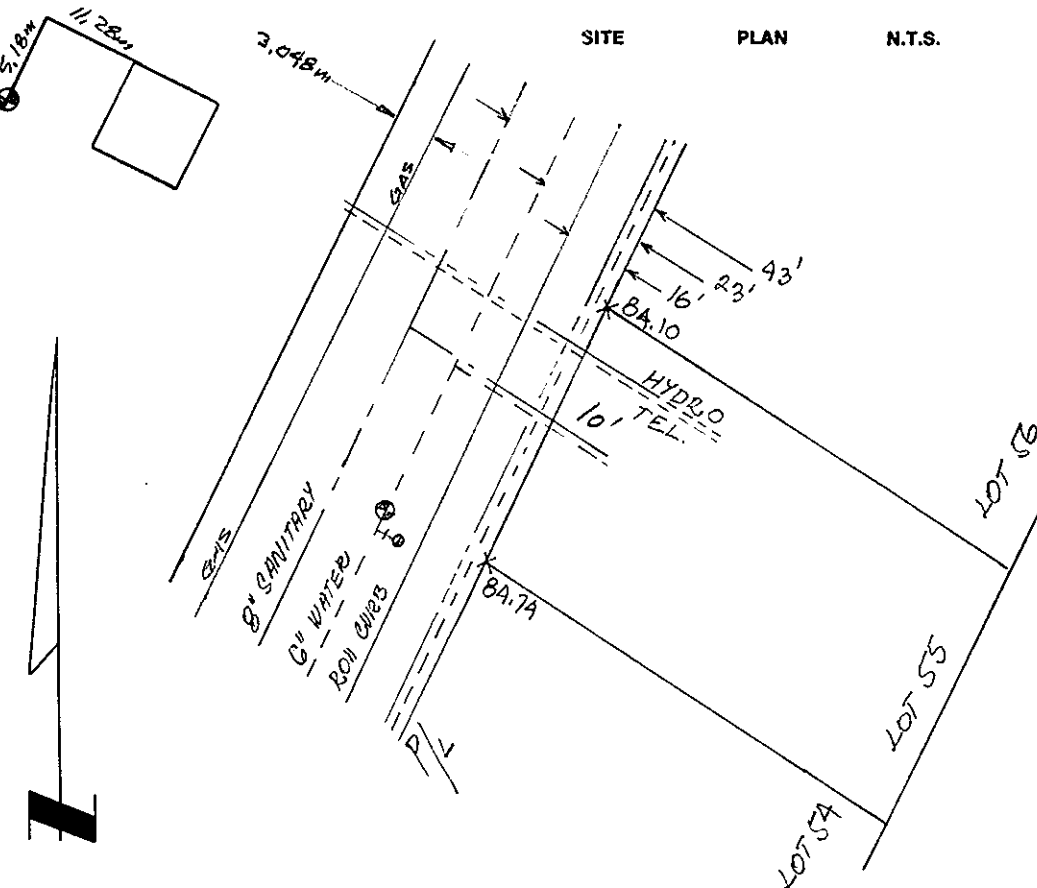 SITE PLAN N.T.S.
11.28m
5.18m
3.048m
GAS
43'
23'
16'
84.10
HYDRO
TEL.
10'
LOT 56
GAS
8" SANITARY
6" WATER
ROLL CURB
84.74
P/L
LOT 55
LOT 54